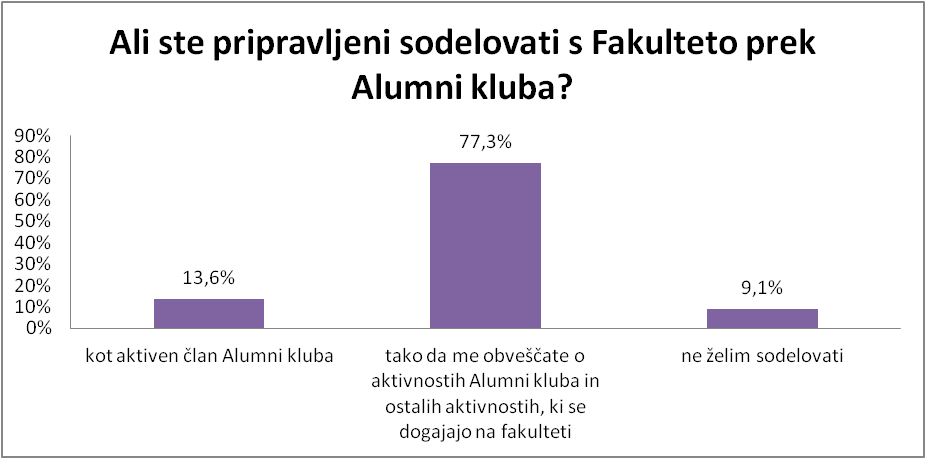 Ali ste pripravljeni sodelovati s Fakulteto prek
Alumni kluba?
90%
80%
70%
60%
50%
40%
30%
20%
10%
0%
13,6%
77,3%
9,1%
kot aktiven član Alumni kluba
tako da me obveščate o
aktivnostih Alumni kluba in
ostalih aktivnostih, ki se
dogajajo na fakulteti
ne želim sodelovati